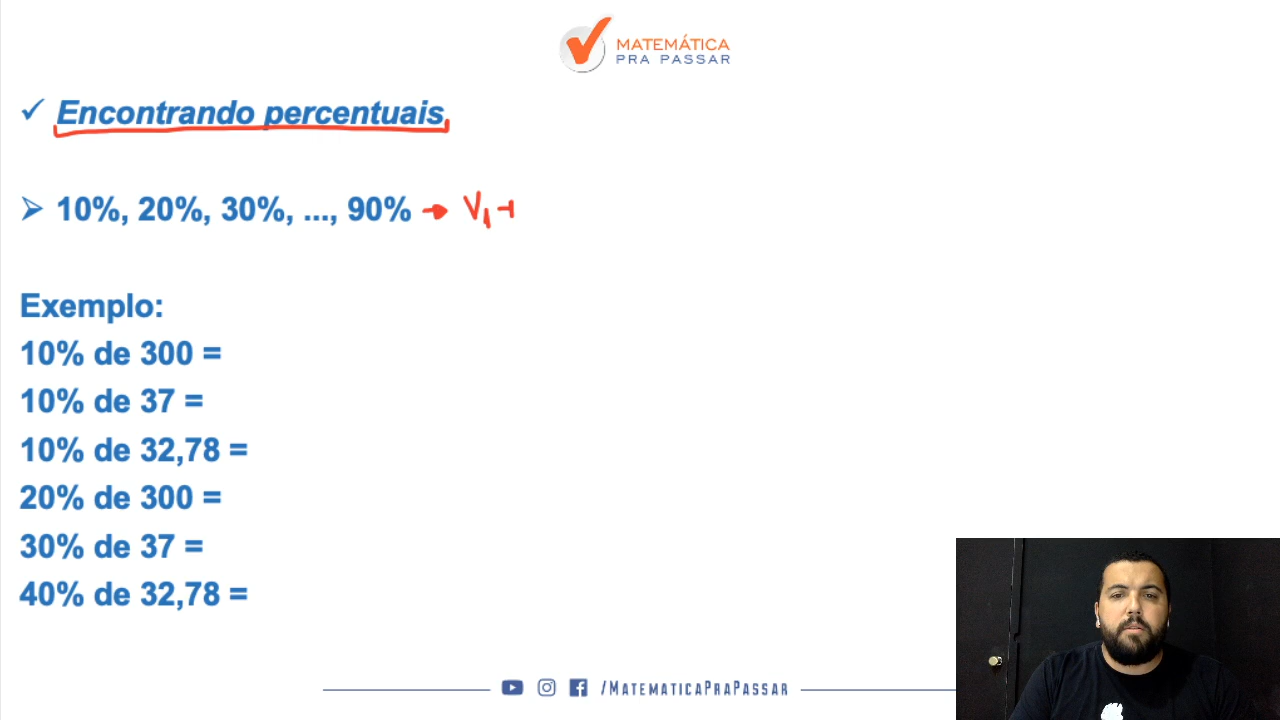 MATEMÁTICA
PRA PASSAR
Encontrando percentuais
10%, 20%, 30%, ..., 90% → V₁
Exemplo:
10% de 300 =
10% de 37 =
10% de 32,78 =
20% de 300 =
30% de 37 =
40% de 32,78 =
/MATEMATICAPRAPASSAR